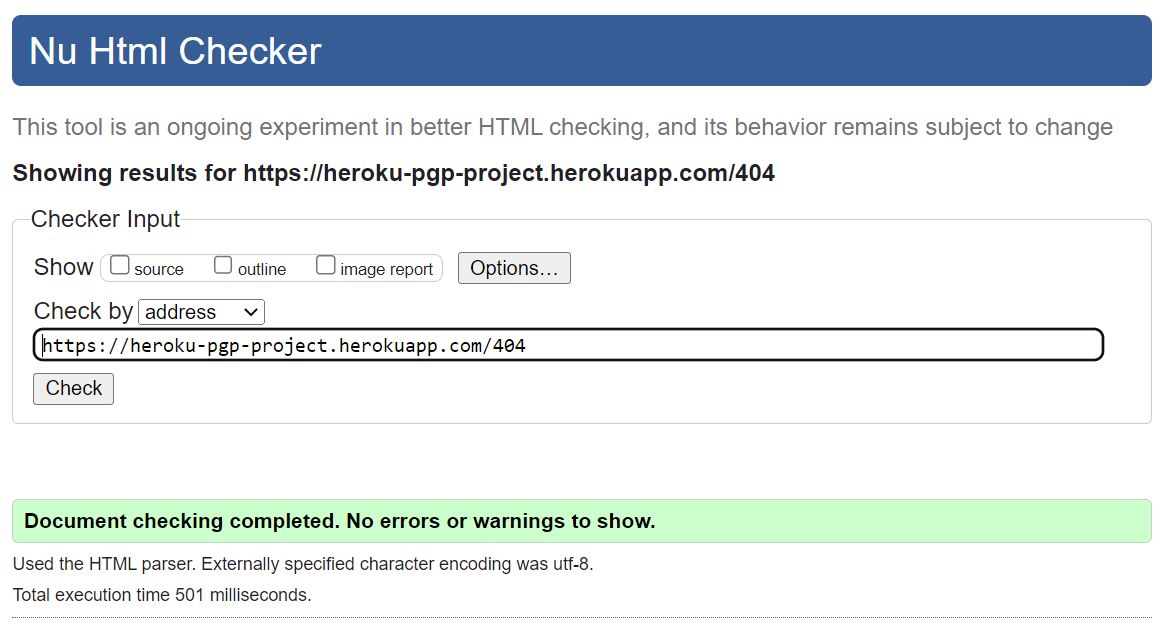 Nu Html Checker
This tool is an ongoing experiment in better HTML checking, and its behavior remains subject to change
Showing results for https://heroku-pgp-project.herokuapp.com/404
Checker Input
Show source outline image report Options...
Check by address
https://heroku-pgp-project.herokuapp.com/404
Check
Document checking completed. No errors or warnings to show.
Used the HTML parser. Externally specified character encoding was utf-8.
Total execution time 501 milliseconds.